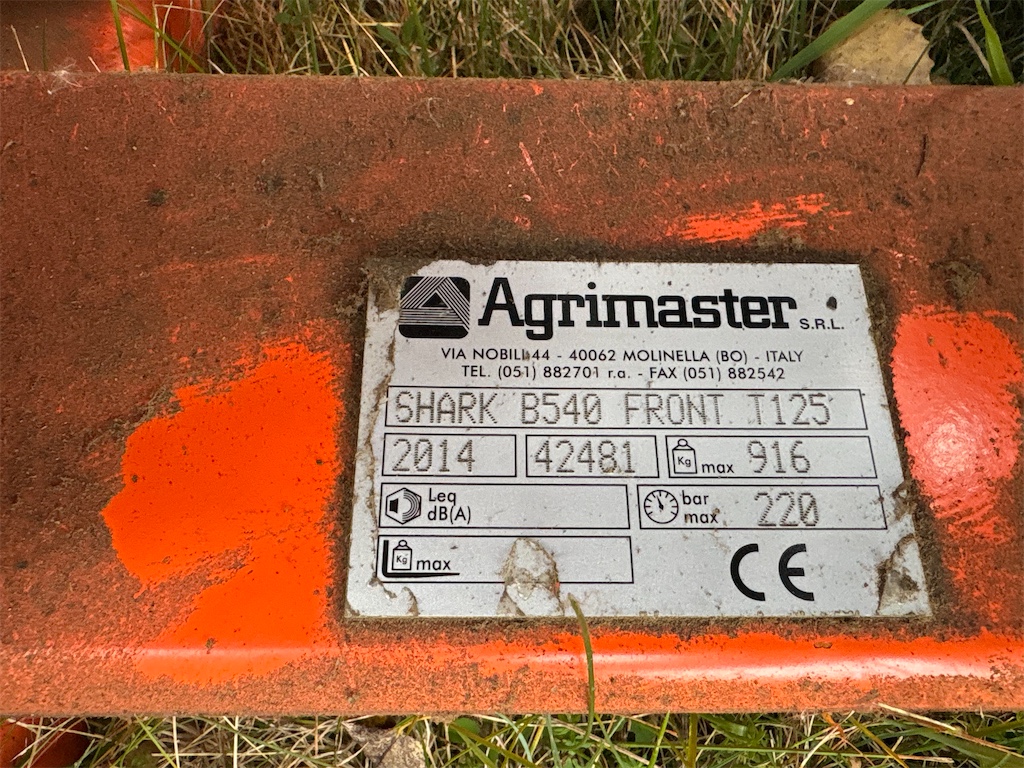 Agrimaster S.R.L.
VIA NOBILI 44 - 40062 MOLINELLA (BO) - ITALY
TEL. (051) 882701 r.a. - FAX (051) 882542
SHARK B540 FRONT T125
2014 42481 Kg max 916
Leq dB(A) bar max 220
Kg max CE